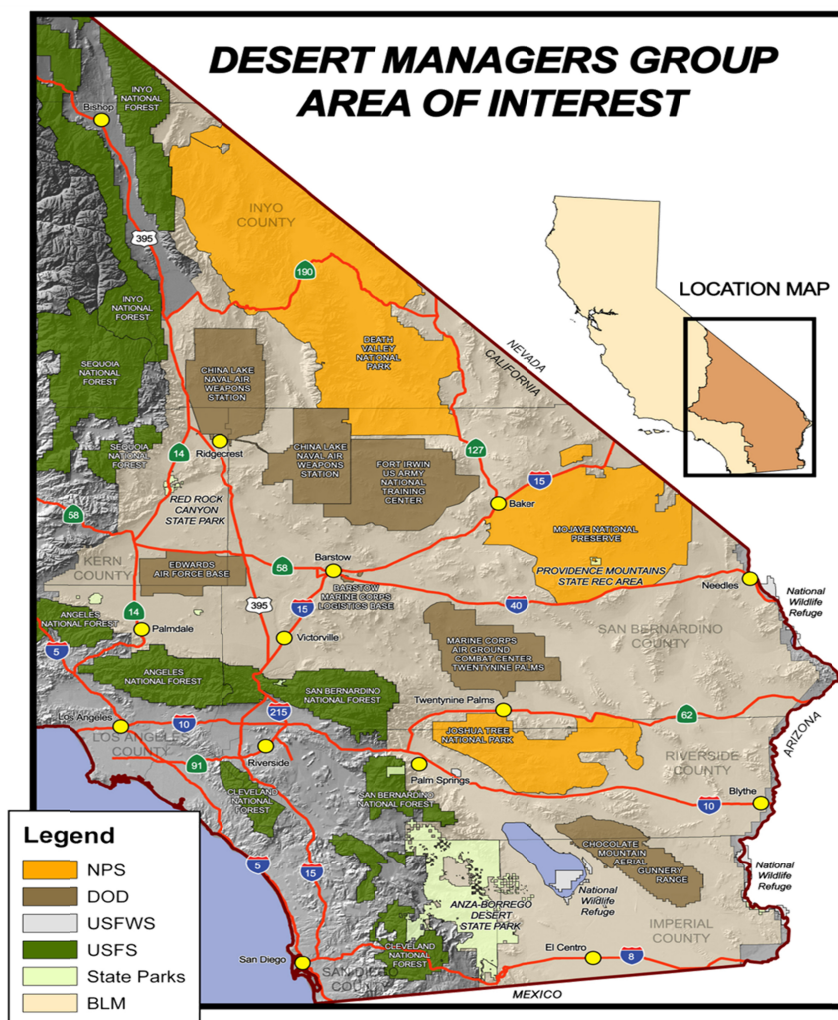 DESERT MANAGERS GROUP
AREA OF INTEREST
INYO
NATIONAL
FOREST
Bishop
INYO
COUNTY
395
190
LOCATION MAP
INYO
NATIONAL
FOREST
NEVADA
CALIFORNIA
DEATH
VALLEY
NATIONAL
PARK
SEQUOIA
NATIONAL
FOREST
CHINA LAKE
NAVAL AIR
WEAPONS
STATION
SEQUOIA
NATIONAL
FOREST
14
Ridgecrest
CHINA LAKE
NAVAL AIR
WEAPONS
STATION
FORT IRWIN
US ARMY
NATIONAL
TRAINING
CENTER
127
15
RED ROCK
CANYON
STATE PARK
Baker
58
MOJAVE NATIONAL
PRESERVE
KERN
COUNTY
EDWARDS
AIR FORCE BASE
58
Barstow
PROVIDENCE MOUNTAINS
STATE REC AREA
Needles
BARSTOW
MARINE CORPS
LOGISTICS BASE
National
Wildlife
Refuge
14
395
15
40
ANGELES
NATIONAL FOREST
Palmdale
Victorville
SAN BERNARDINO
COUNTY
5
MARINE CORPS
AIR GROUND
COMBAT CENTER
TWENTYNINE PALMS
ANGELES
NATIONAL FOREST
SAN BERNARDINO
NATIONAL FOREST
Twentynine Palms
215
62
Los Angeles
10
LOS ANGELES
COUNTY
JOSHUA TREE
NATIONAL PARK
ARIZONA
91
Riverside
RIVERSIDE
COUNTY
Palm Springs
CLEVELAND
NATIONAL
FOREST
SAN BERNARDINO
NATIONAL FOREST
10
Blythe
CHOCOLATE
MOUNTAIN
AERIAL
GUNNERY
RANGE
5
15
National
Wildlife
Refuge
National
Wildlife
Refuge
ANZA-BORREGO
DESERT
STATE PARK
IMPERIAL
COUNTY
CLEVELAND
NATIONAL
FOREST
San Diego
SAN DIEGO
COUNTY
El Centro
8
MEXICO
Legend
NPS
DOD
USFWS
USFS
State Parks
BLM